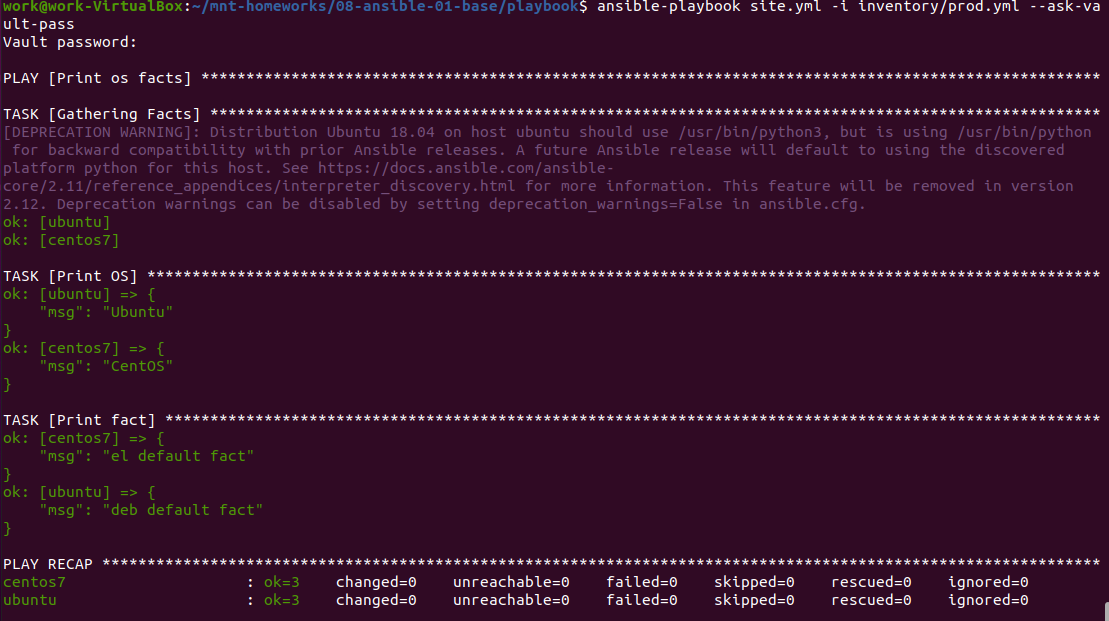 work@work-VirtualBox:~/mnt-homeworks/08-ansible-01-base/playbook$ ansible-playbook site.yml -i inventory/prod.yml --ask-va
ult-pass
Vault password:
PLAY [Print os facts] ****************************************************************************************************
TASK [Gathering Facts] ***************************************************************************************************
[DEPRECATION WARNING]: Distribution Ubuntu 18.04 on host ubuntu should use /usr/bin/python3, but is using /usr/bin/python
 for backward compatibility with prior Ansible releases. A future Ansible release will default to using the discovered
platform python for this host. See https://docs.ansible.com/ansible-
core/2.11/reference_appendices/interpreter_discovery.html for more information. This feature will be removed in version
2.12. Deprecation warnings can be disabled by setting deprecation_warnings=False in ansible.cfg.
ok: [ubuntu]
ok: [centos7]
TASK [Print OS] **********************************************************************************************************
ok: [ubuntu] => {
    "msg": "Ubuntu"
}
ok: [centos7] => {
    "msg": "CentOS"
}
TASK [Print fact] ********************************************************************************************************
ok: [centos7] => {
    "msg": "el default fact"
}
ok: [ubuntu] => {
    "msg": "deb default fact"
}
PLAY RECAP ***************************************************************************************************************
centos7                    : ok=3    changed=0    unreachable=0    failed=0    skipped=0    rescued=0    ignored=0
ubuntu                     : ok=3    changed=0    unreachable=0    failed=0    skipped=0    rescued=0    ignored=0